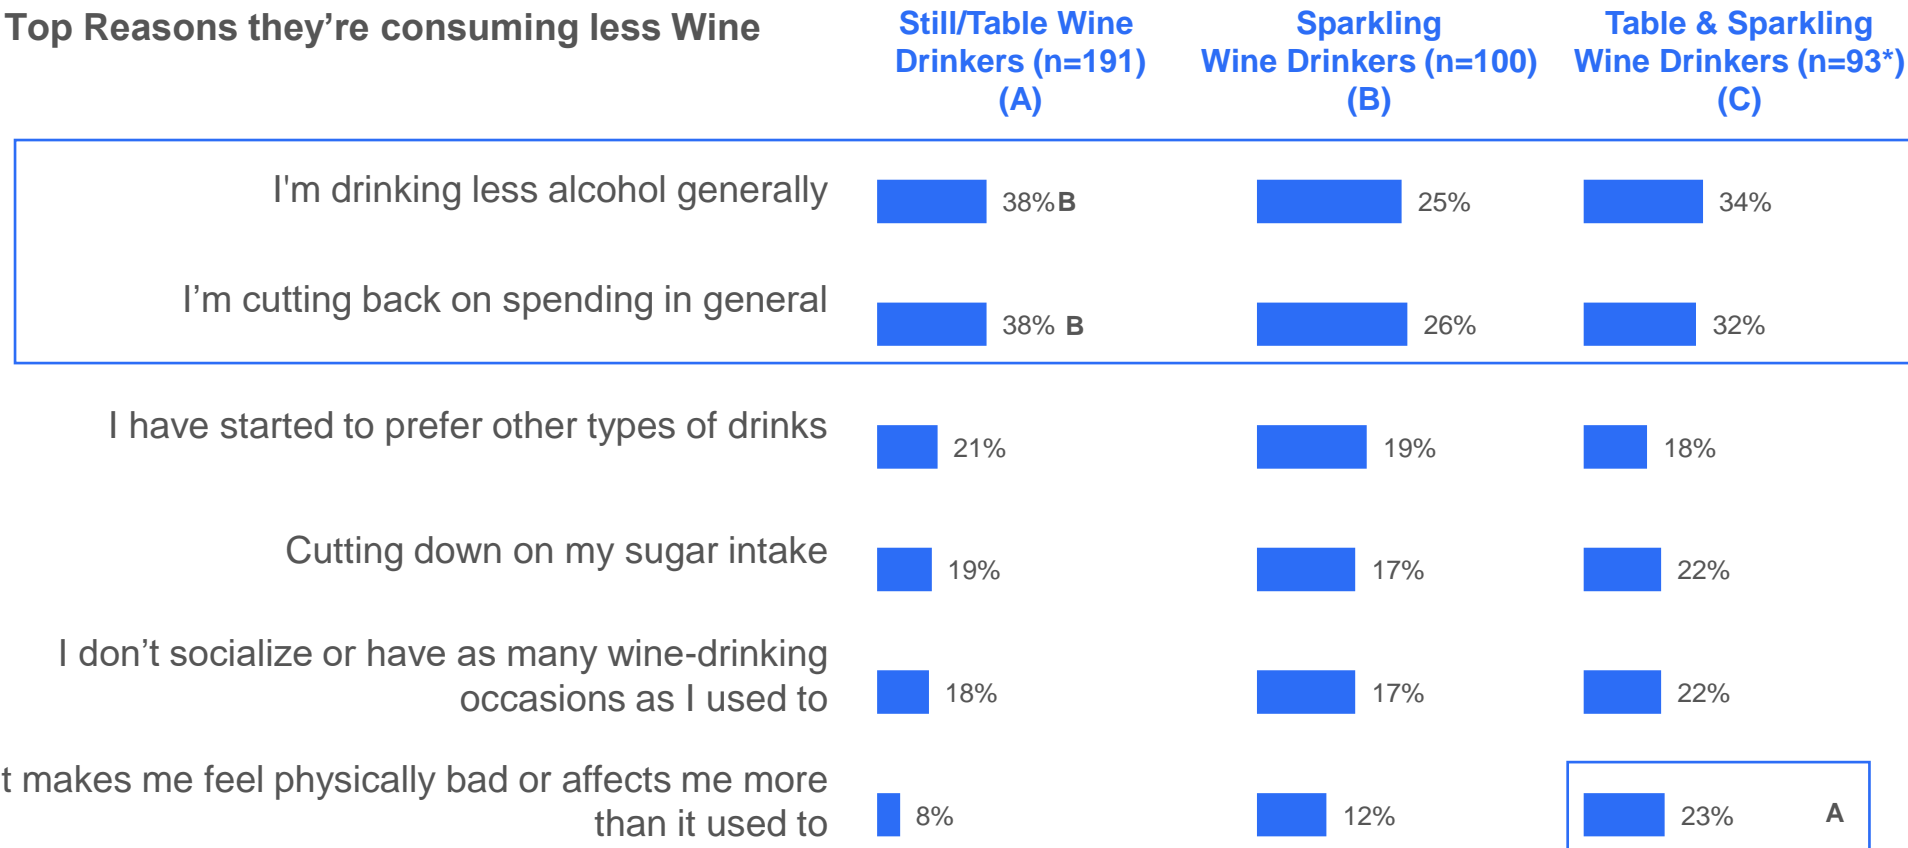 Top Reasons they’re consuming less Wine
Still/Table Wine
Drinkers (n=191)
(A)
Sparkling
Wine Drinkers (n=100)
(B)
Table & Sparkling
Wine Drinkers (n=93*)
(C)
I'm drinking less alcohol generally
38% B
25%
34%
I’m cutting back on spending in general
38% B
26%
32%
I have started to prefer other types of drinks
21%
19%
18%
Cutting down on my sugar intake
19%
17%
22%
I don’t socialize or have as many wine-drinking
occasions as I used to
18%
17%
22%
t makes me feel physically bad or affects me more
than it used to
8%
12%
23% A